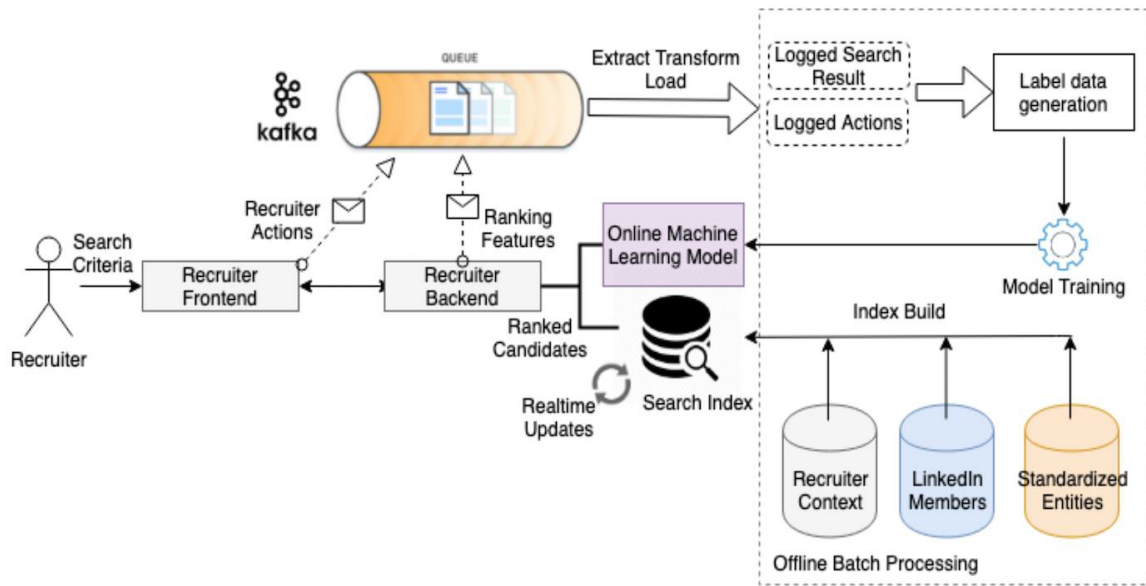 QUEUE
kafka
Extract Transform
Load
Logged Search
Result
Logged Actions
Label data
generation
Recruiter
Actions
Ranking
Features
Search
Criteria
Recruiter
Frontend
Recruiter
Backend
Online Machine
Learning Model
Model Training
Recruiter
Ranked
Candidates
Index Build
Realtime
Updates
Search Index
Recruiter
Context
LinkedIn
Members
Standardized
Entities
Offline Batch Processing